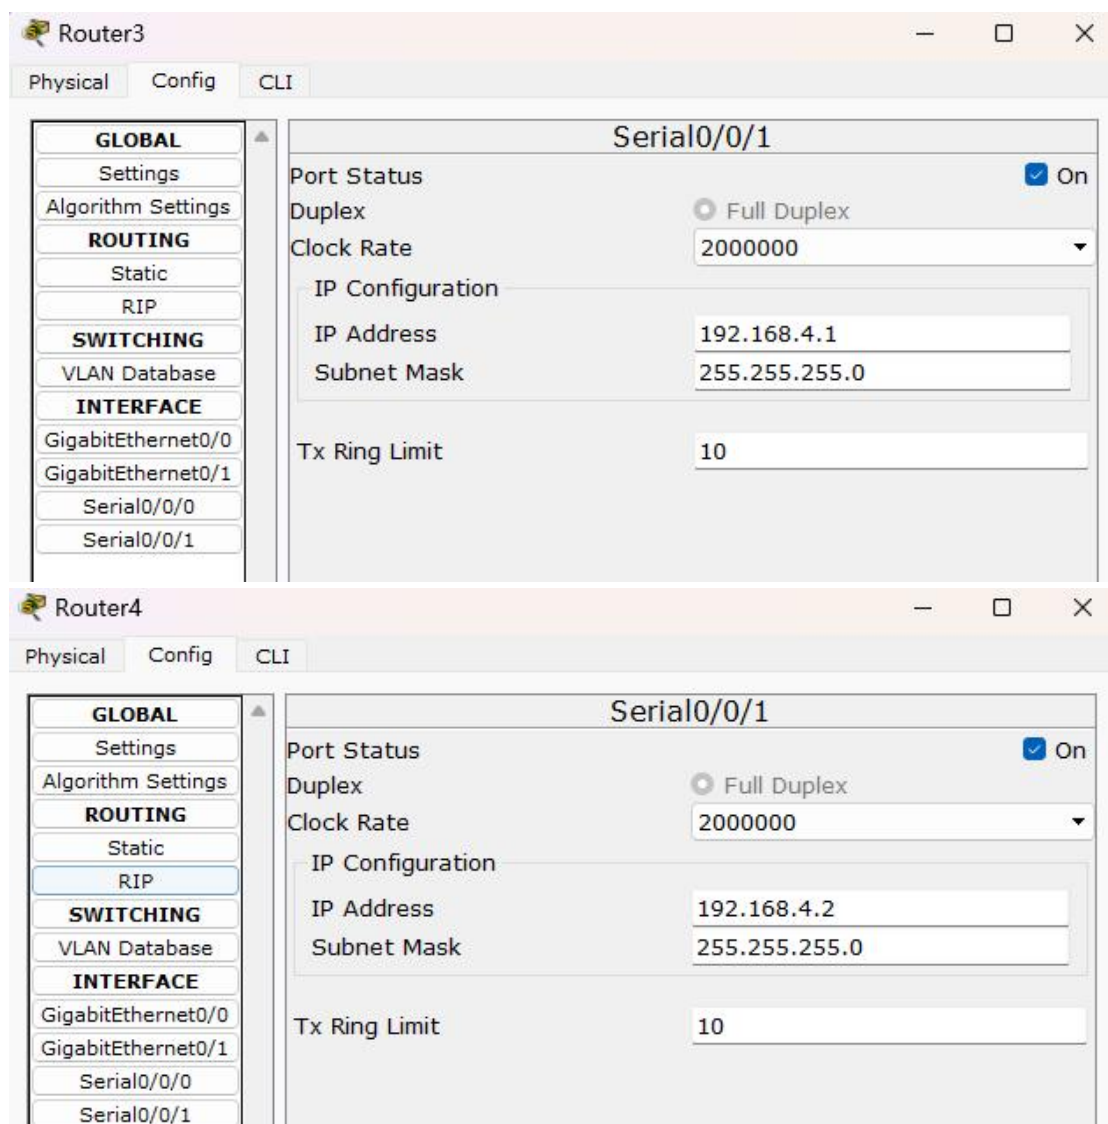 Router3
Physical Config CLI
GLOBAL
Settings
Algorithm Settings
ROUTING
Static
RIP
SWITCHING
VLAN Database
INTERFACE
GigabitEthernet0/0
GigabitEthernet0/1
Serial0/0/0
Serial0/0/1
Serial0/0/1
Port Status On
Duplex Full Duplex
Clock Rate 2000000
IP Configuration
IP Address 192.168.4.1
Subnet Mask 255.255.255.0
Tx Ring Limit 10
Router4
Physical Config CLI
GLOBAL
Settings
Algorithm Settings
ROUTING
Static
RIP
SWITCHING
VLAN Database
INTERFACE
GigabitEthernet0/0
GigabitEthernet0/1
Serial0/0/0
Serial0/0/1
Serial0/0/1
Port Status On
Duplex Full Duplex
Clock Rate 2000000
IP Configuration
IP Address 192.168.4.2
Subnet Mask 255.255.255.0
Tx Ring Limit 10